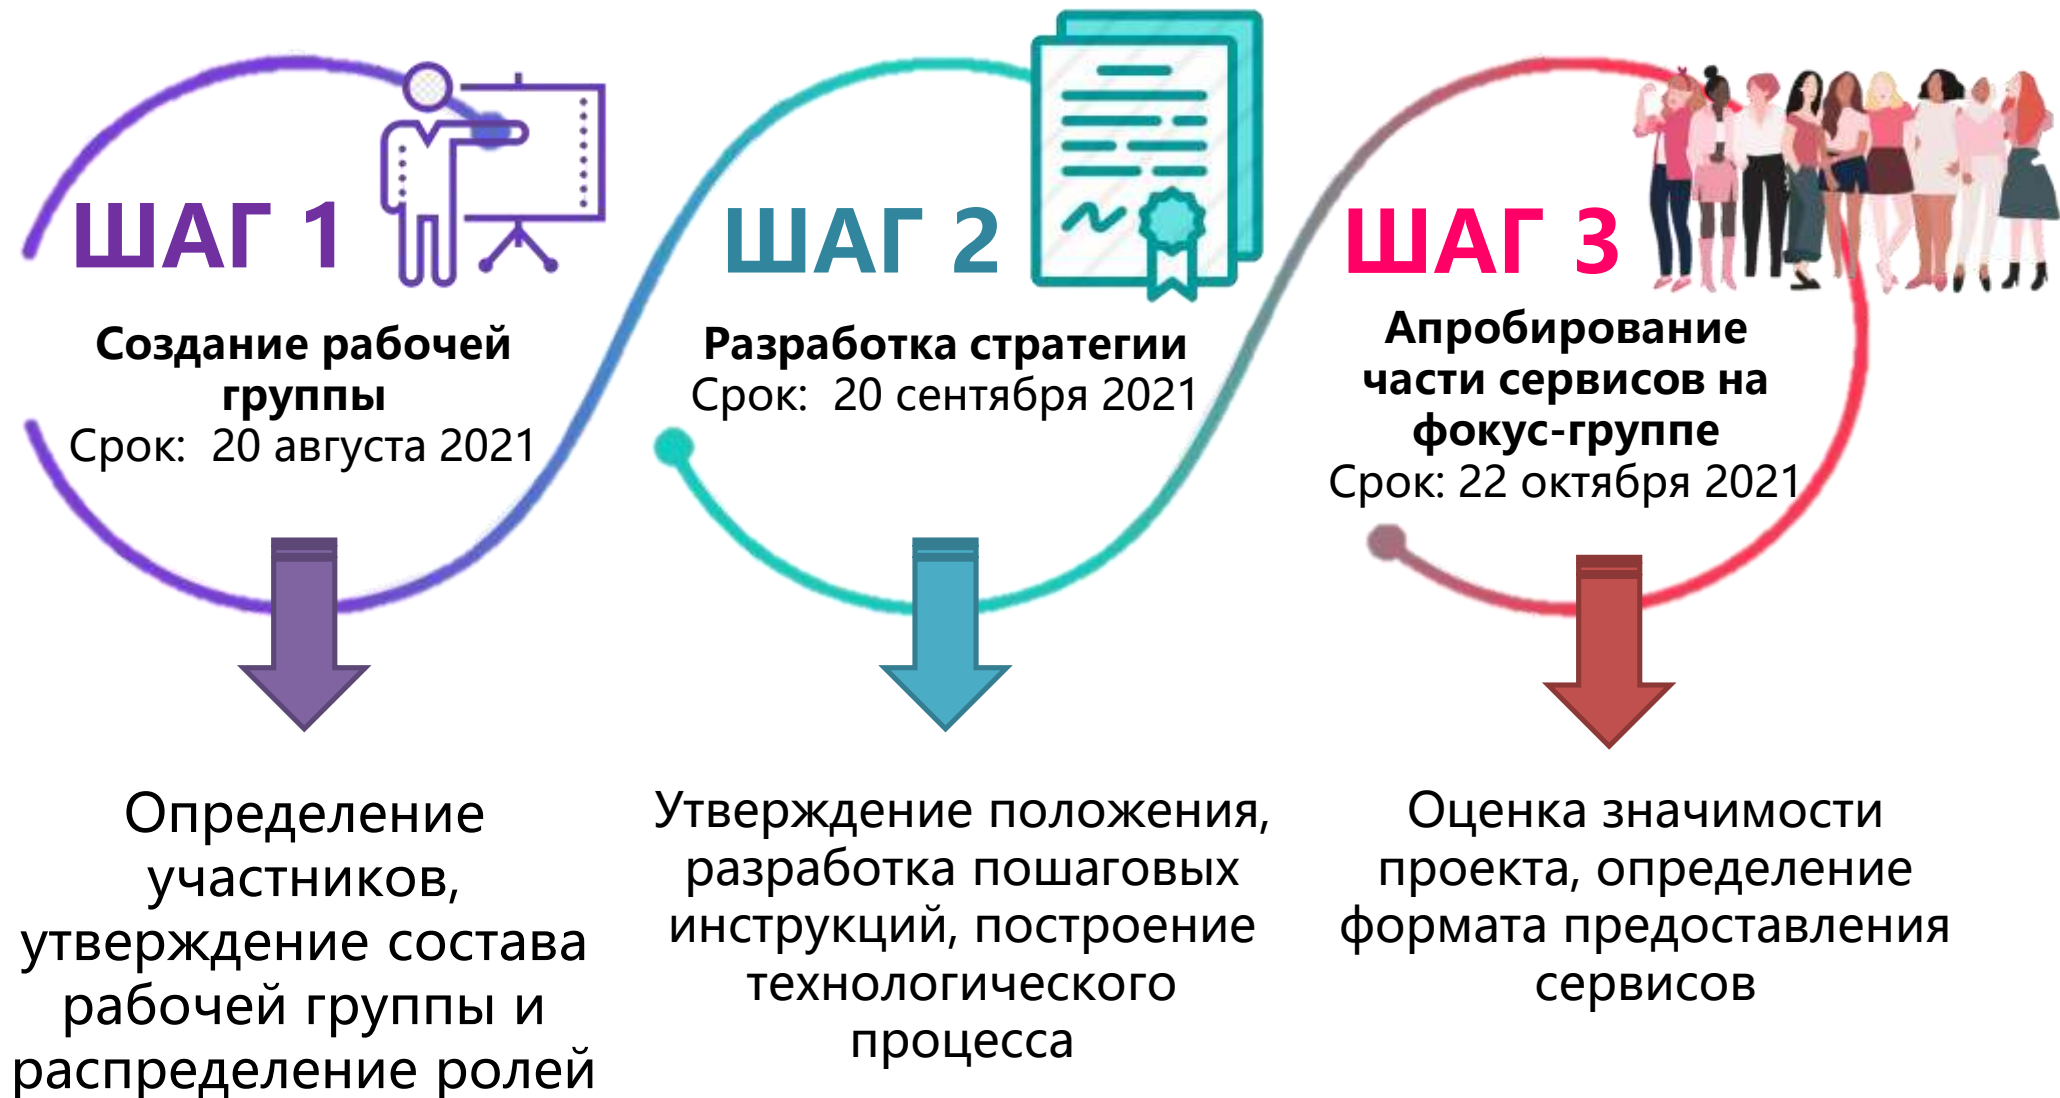 ШАГ 1
Создание рабочей
группы
Срок:  20 августа 2021
Определение
участников,
утверждение состава
рабочей группы и
распределение ролей
ШАГ 2
Разработка стратегии
Срок:  20 сентября 2021
Утверждение положения,
разработка пошаговых
инструкций, построение
технологического
процесса
ШАГ 3
Апробирование
части сервисов на
фокус-группе
Срок: 22 октября 2021
Оценка значимости
проекта, определение
формата предоставления
сервисов